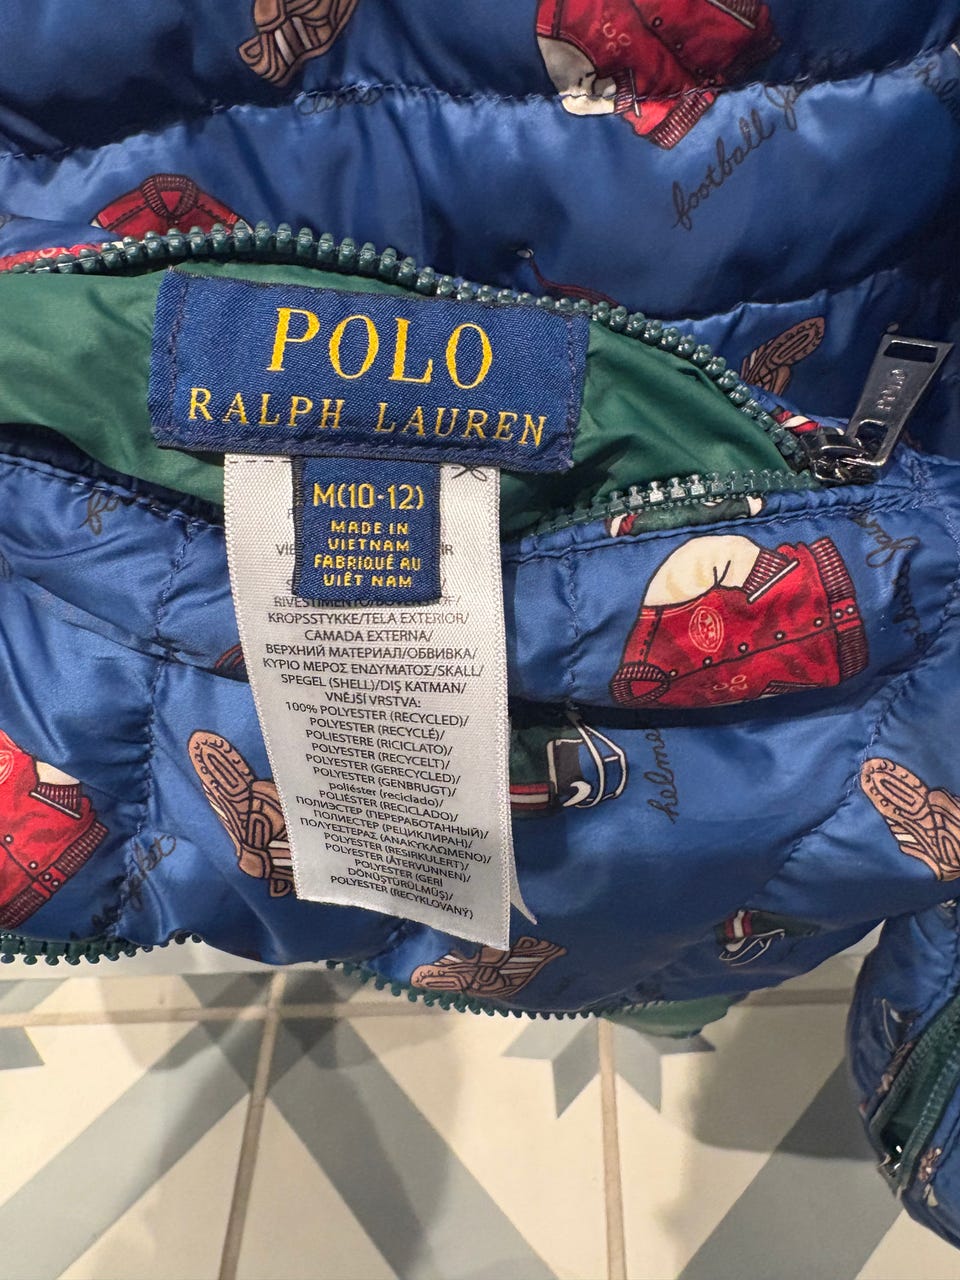 football
POLO
RALPH LAUREN
POLO
M(10-12)
MADE IN
VIETNAM
FABRIQUÉ AU
VIÊT NAM
KROPSSTYKKE/TELA EXTERIOR/
CAMADA EXTERNA/
ВЕРХНИЙ МАТЕРИАЛ/ОБВИВКА/
ΚΥΡΙΟ ΜΕΡΟΣ ΕΝΔΥΜΑΤΟΣ/SKALL/
SPEGEL (SHELL)/DIŞ KATMAN/
VNĚJŠÍ VRSTVA:
100% POLYESTER (RECYCLED)/
POLYESTER (RECYCLÉ)/
POLIESTERE (RICICLATO)/
POLYESTER (RECYCELT)/
POLYESTER (GERECYCLED)/
POLYESTER (GENBRUGT)/
poliéster (reciclado)/
POLIÉSTER (RECICLADO)/
ПОЛИЭСТЕР (ПЕРЕРАБОТАННЫЙ)/
ПОЛИЕСТЕР (РЕЦИКЛИРАН)/
ΠΟΛΥΕΣΤΕΡΑΣ (ΑΝΑΚΥΚΛΩΜΕΝΟ)/
POLYESTER (RESIRKULERT)/
POLYESTER (ÅTERVUNNEN)/
POLYESTER (GERİ
DÖNÜŞTÜRÜLMÜŞ)/
POLYESTER (RECYKLOVANÝ)
helmet